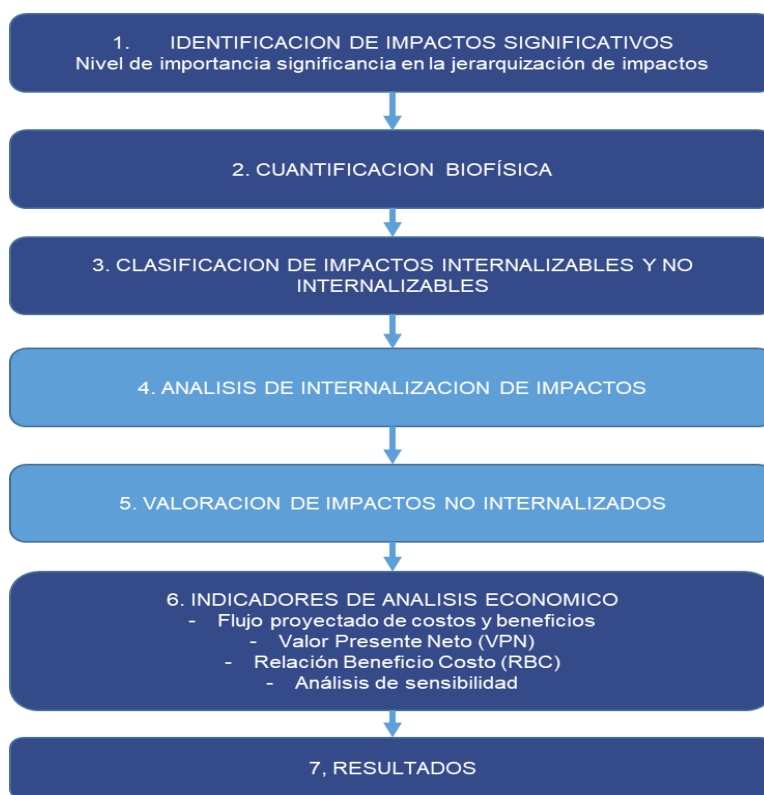 1. IDENTIFICACION DE IMPACTOS SIGNIFICATIVOS
Nivel de importancia significancia en la jerarquización de impactos
2. CUANTIFICACION BIOFÍSICA
3. CLASIFICACION DE IMPACTOS INTERNALIZABLES Y NO
INTERNALIZABLES
4. ANALISIS DE INTERNALIZACION DE IMPACTOS
5. VALORACION DE IMPACTOS NO INTERNALIZADOS
6. INDICADORES DE ANALISIS ECONOMICO
- Flujo proyectado de costos y beneficios
- Valor Presente Neto (VPN)
- Relación Beneficio Costo (RBC)
- Análisis de sensibilidad
7, RESULTADOS